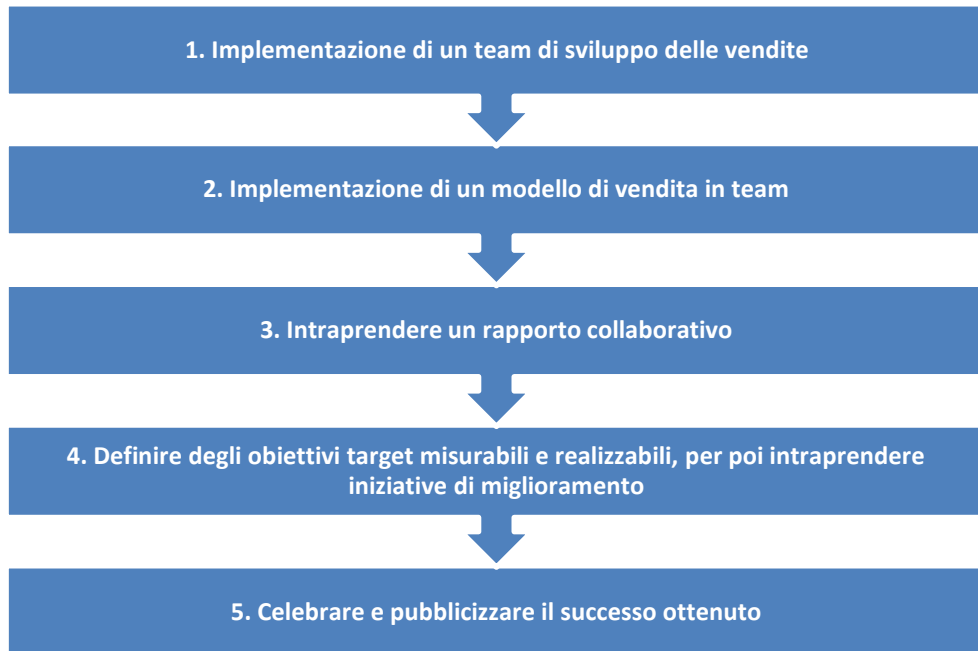 1. Implementazione di un team di sviluppo delle vendite
2. Implementazione di un modello di vendita in team
3. Intraprendere un rapporto collaborativo
4. Definire degli obiettivi target misurabili e realizzabili, per poi intraprendere
iniziative di miglioramento
5. Celebrare e pubblicizzare il successo ottenuto